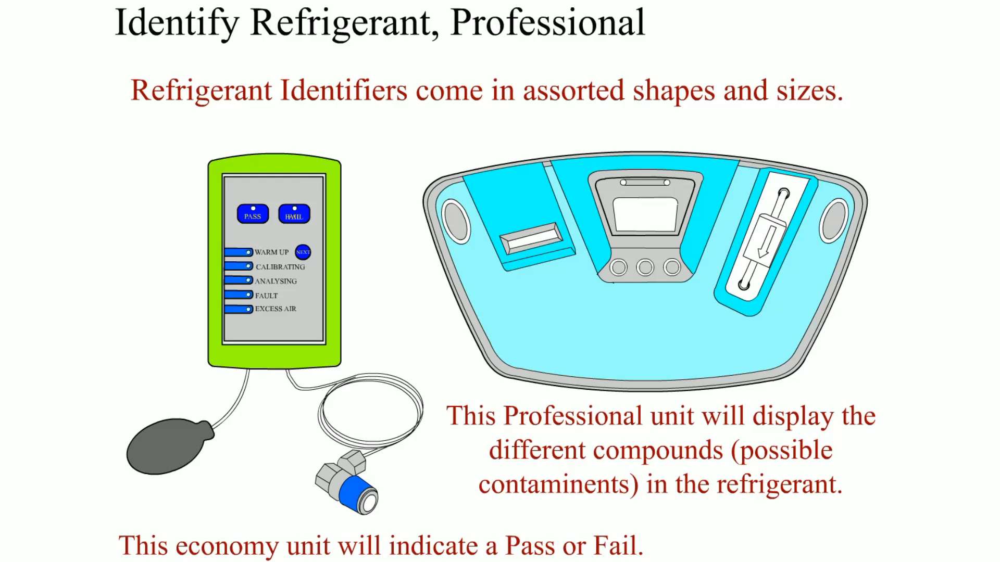 Identify Refrigerant, Professional
Refrigerant Identifiers come in assorted shapes and sizes.
PASS
WARM UP NEXT
CALIBRATING
ANALYSING
FAULT
EXCESS AIR
This Professional unit will display the
different compounds (possible
contaminents) in the refrigerant.
This economy unit will indicate a Pass or Fail.